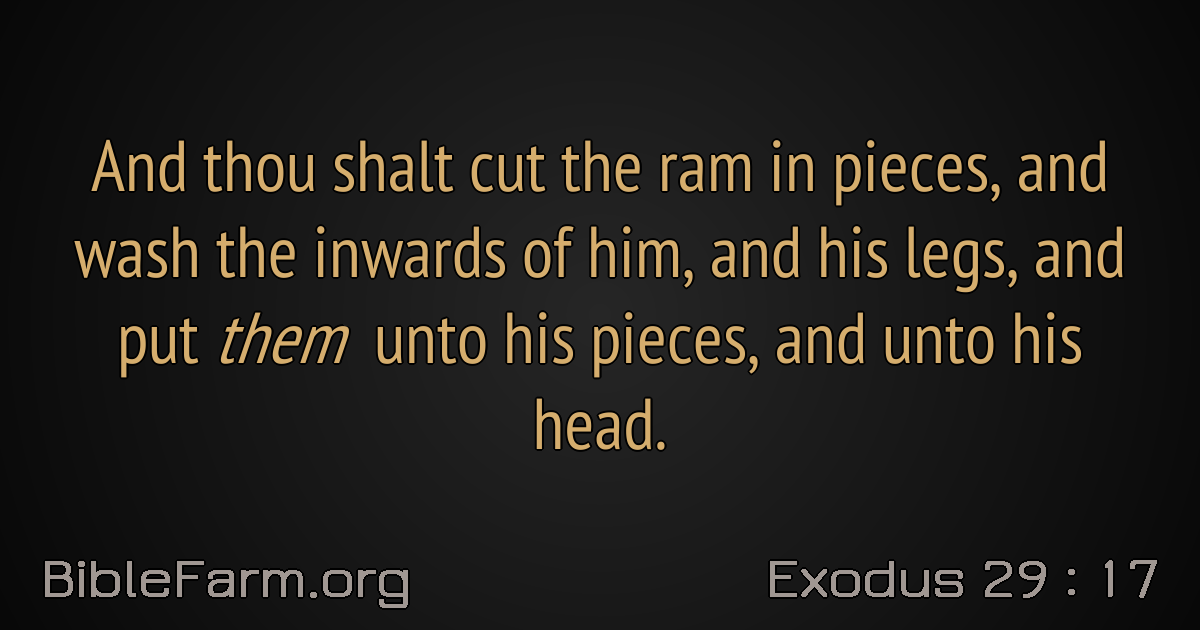 And thou shalt cut the ram in pieces, and
wash the inwards of him, and his legs, and
put them unto his pieces, and unto his
head.
BibleFarm.org
Exodus 29 : 17